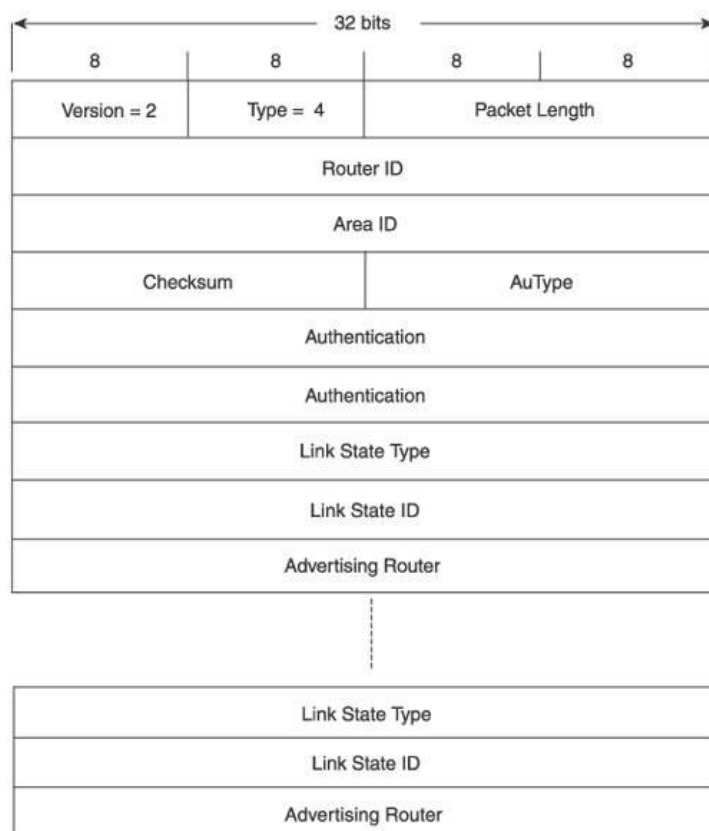 32 bits
8 8 8 8
Version = 2 Type = 4 Packet Length
Router ID
Area ID
Checksum AuType
Authentication
Authentication
Link State Type
Link State ID
Advertising Router
Link State Type
Link State ID
Advertising Router